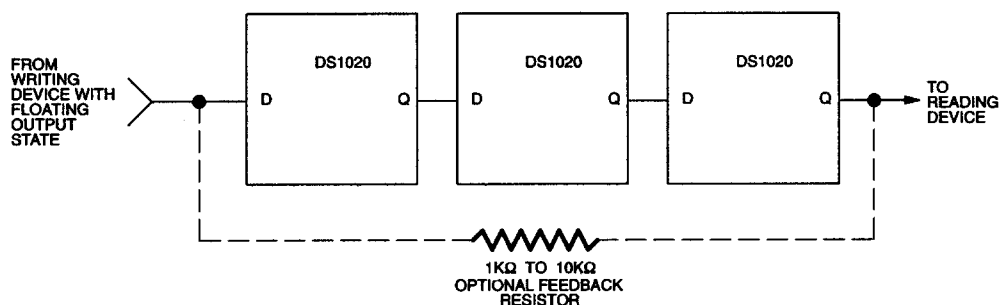 FROM
WRITING
DEVICE WITH
FLOATING
OUTPUT
STATE
DS1020
D
Q
DS1020
D
Q
DS1020
D
Q
TO
READING
DEVICE
1KΩ TO 10KΩ
OPTIONAL FEEDBACK
RESISTOR